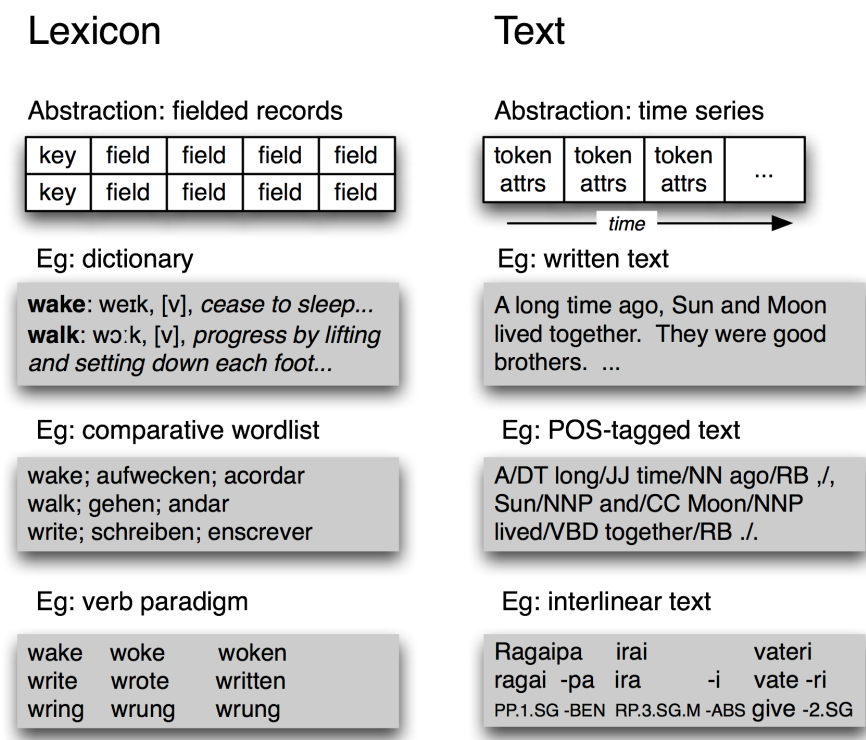 Lexicon
Abstraction: fielded records
key field field field field
key field field field field
Eg: dictionary
wake: weɪk, [v], cease to sleep...
walk: wɔːk, [v], progress by lifting
and setting down each foot...
Eg: comparative wordlist
wake; aufwecken; acordar
walk; gehen; andar
write; schreiben; enscrever
Eg: verb paradigm
wake woke woken
write wrote written
wring wrung wrung
Text
Abstraction: time series
token token token ...
attrs attrs attrs
time
Eg: written text
A long time ago, Sun and Moon
lived together. They were good
brothers. ...
Eg: POS-tagged text
A/DT long/JJ time/NN ago/RB ,/,
Sun/NNP and/CC Moon/NNP
lived/VBD together/RB ./.
Eg: interlinear text
Ragaipa irai vateri
ragai -pa ira -i vate -ri
PP.1.SG -BEN RP.3.SG.M -ABS give -2.SG